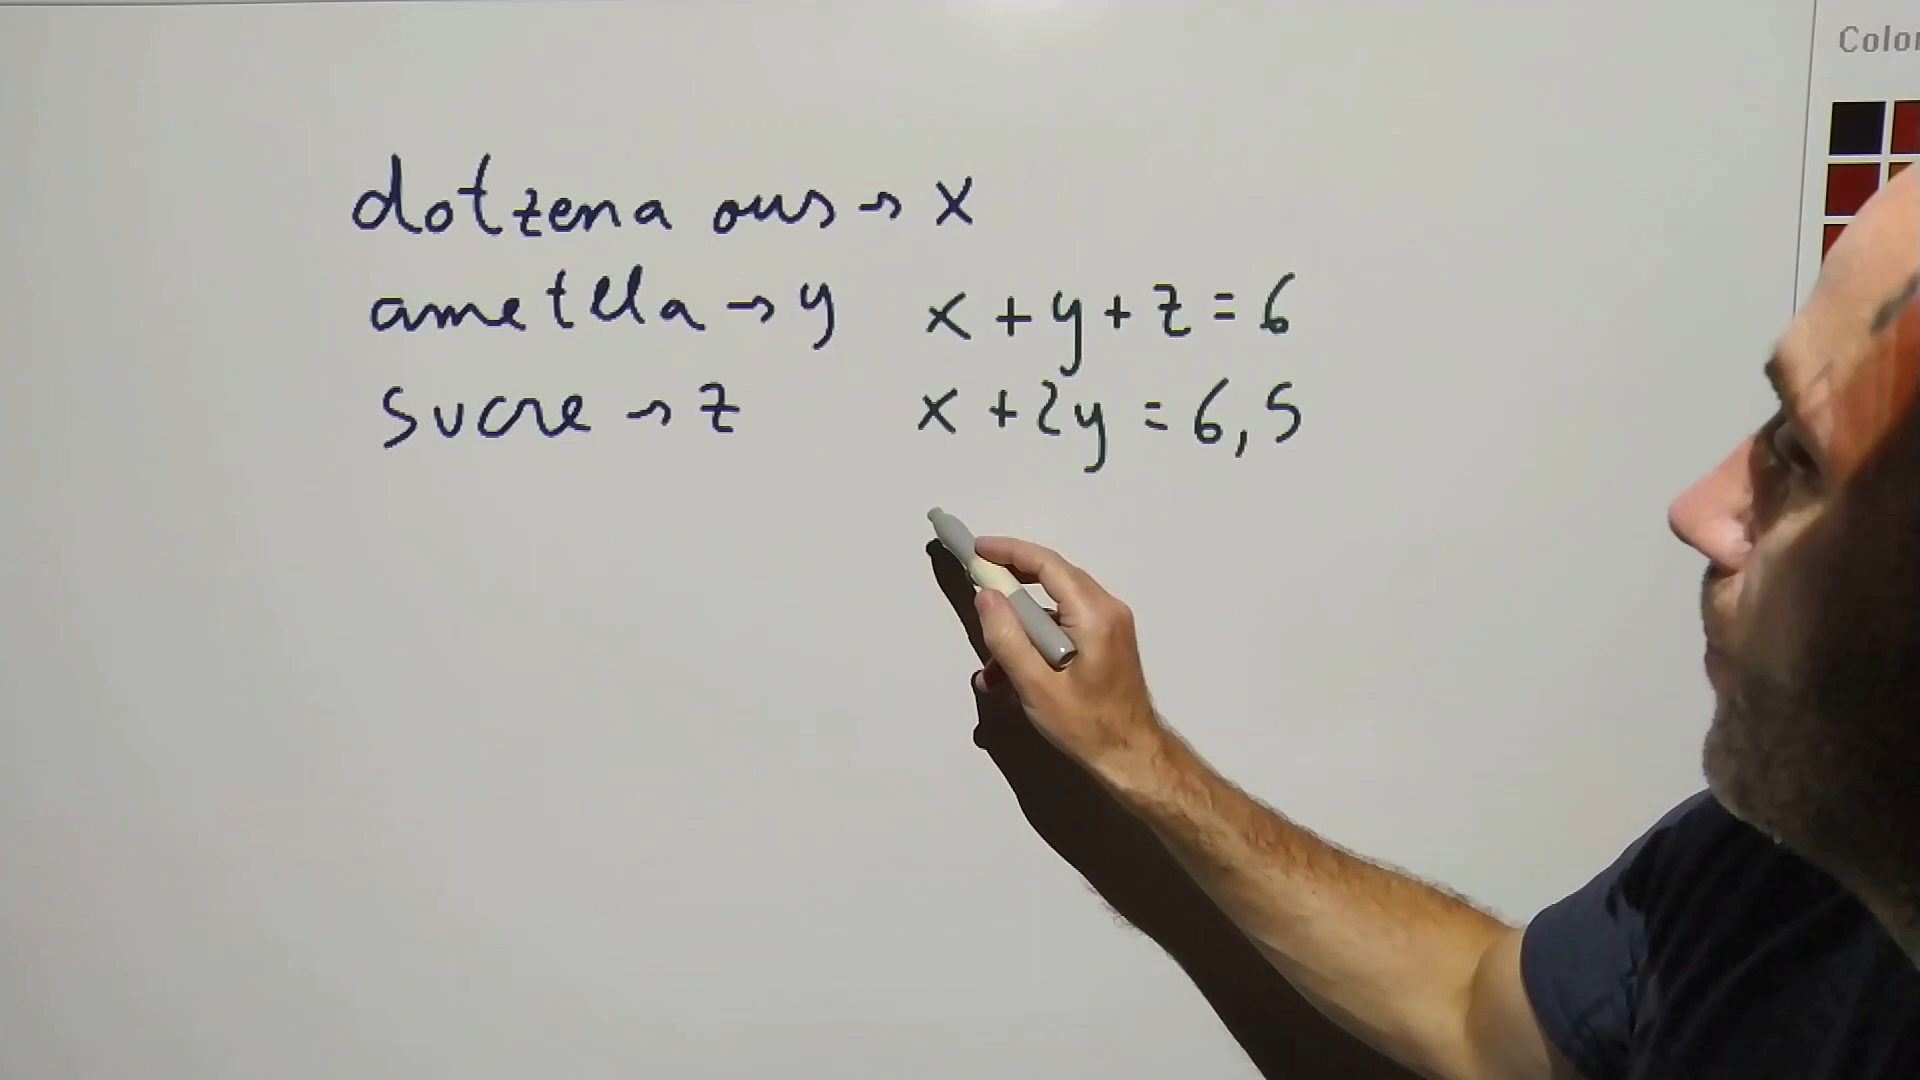 dotzena ous → x
ametlla → y
x + y + z = 6
sucre → z
x + 2y = 6,5